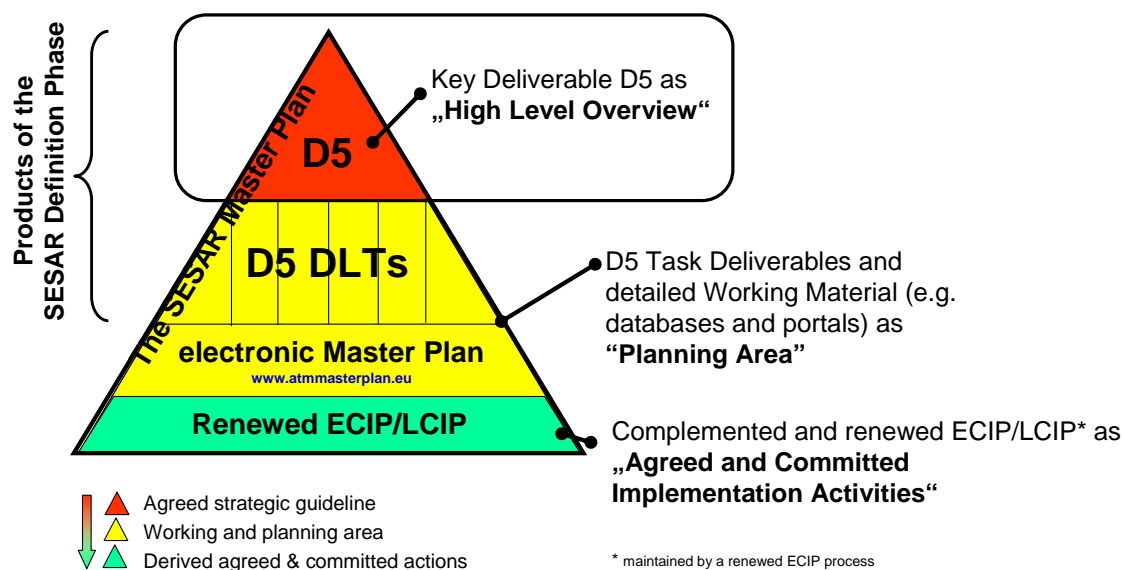 Products of the
SESAR Definition Phase
The SESAR Master Plan
D5
Key Deliverable D5 as
„High Level Overview“
D5 DLTs
D5 Task Deliverables and
detailed Working Material (e.g.
databases and portals) as
“Planning Area”
electronic Master Plan
www.atmmasterplan.eu
Renewed ECIP/LCIP
Complemented and renewed ECIP/LCIP* as
„Agreed and Committed
Implementation Activities“
Agreed strategic guideline
Working and planning area
Derived agreed & committed actions
* maintained by a renewed ECIP process